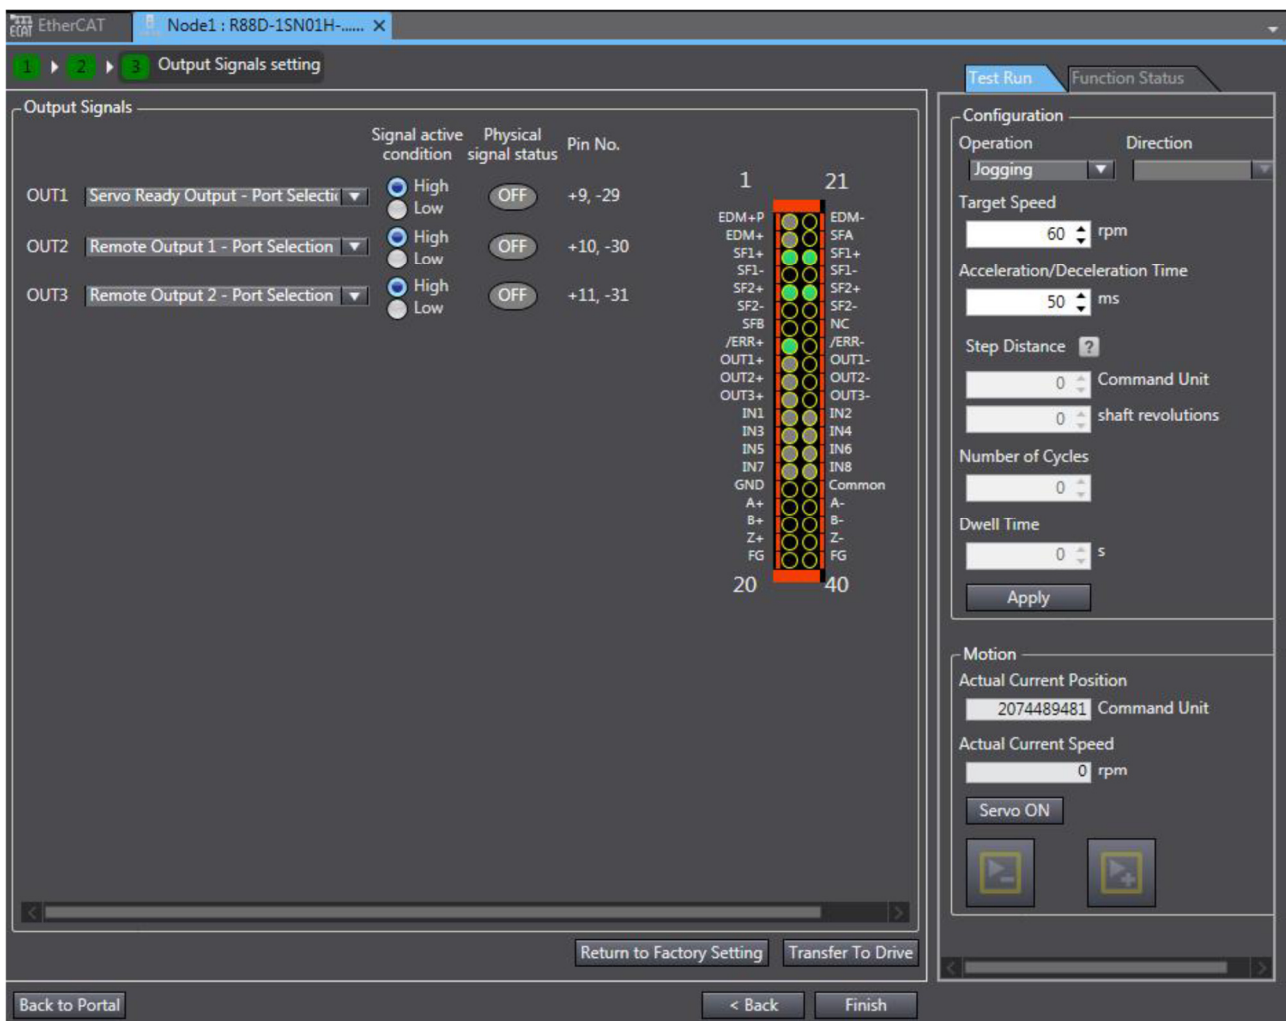 ECAT EtherCAT Node1 : R88D-1SN01H-...... ×
1 2 3 Output Signals setting
Output Signals
Signal active condition
Physical signal status
Pin No.
OUT1 Servo Ready Output - Port Selecti High Low OFF +9, -29
OUT2 Remote Output 1 - Port Selection High Low OFF +10, -30
OUT3 Remote Output 2 - Port Selection High Low OFF +11, -31
1 21
EDM+P EDM-
EDM+ SFA
SF1+ SF1+
SF1- SF1-
SF2+ SF2+
SF2- SF2-
SFB NC
/ERR+ /ERR-
OUT1+ OUT1-
OUT2+ OUT2-
OUT3+ OUT3-
IN1 IN2
IN3 IN4
IN5 IN6
IN7 IN8
GND Common
A+ A-
B+ B-
Z+ Z-
FG FG
20 40
Return to Factory Setting Transfer To Drive
Back to Portal < Back Finish
Test Run Function Status
Configuration
Operation Direction
Jogging
Target Speed
60 rpm
Acceleration/Deceleration Time
50 ms
Step Distance ?
0 Command Unit
0 shaft revolutions
Number of Cycles
0
Dwell Time
0 s
Apply
Motion
Actual Current Position
2074489481 Command Unit
Actual Current Speed
0 rpm
Servo ON